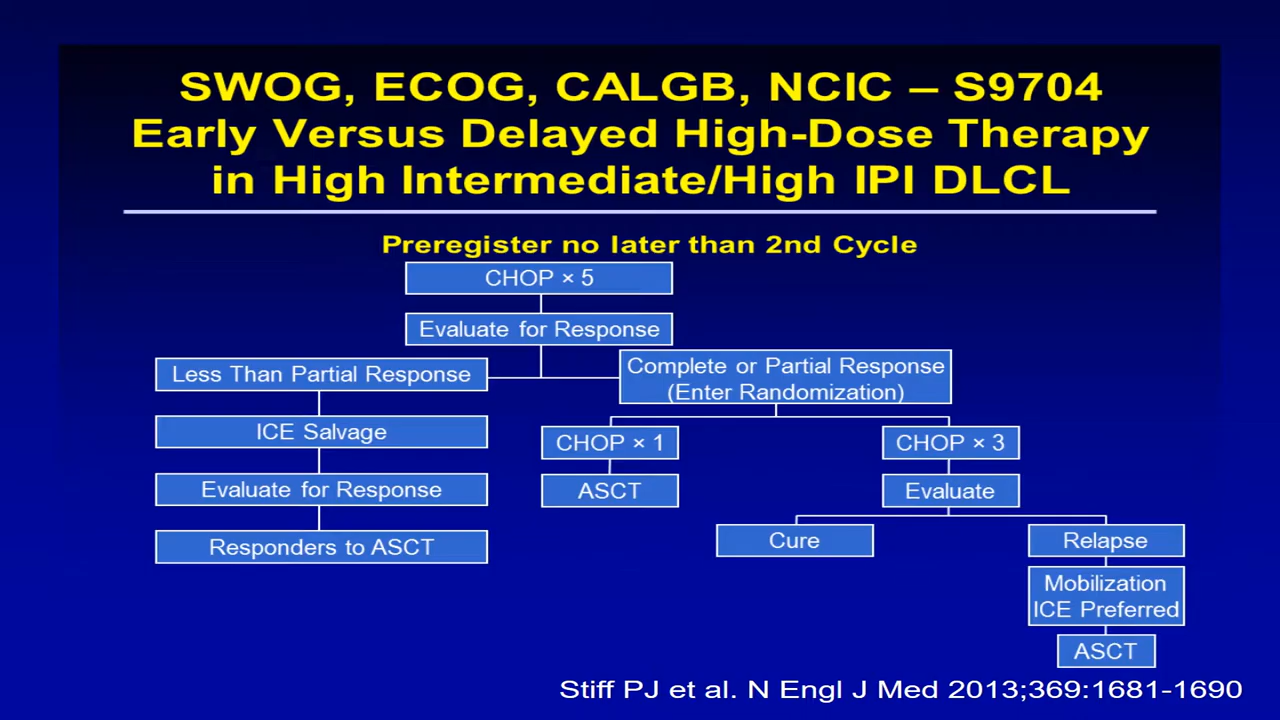 SWOG, ECOG, CALGB, NCIC – S9704
Early Versus Delayed High-Dose Therapy
in High Intermediate/High IPI DLCL
Preregister no later than 2nd Cycle
CHOP × 5
Evaluate for Response
Less Than Partial Response
ICE Salvage
Evaluate for Response
Responders to ASCT
Complete or Partial Response
(Enter Randomization)
CHOP × 1
ASCT
CHOP × 3
Evaluate
Cure
Relapse
Mobilization
ICE Preferred
ASCT
Stiff PJ et al. N Engl J Med 2013;369:1681-1690